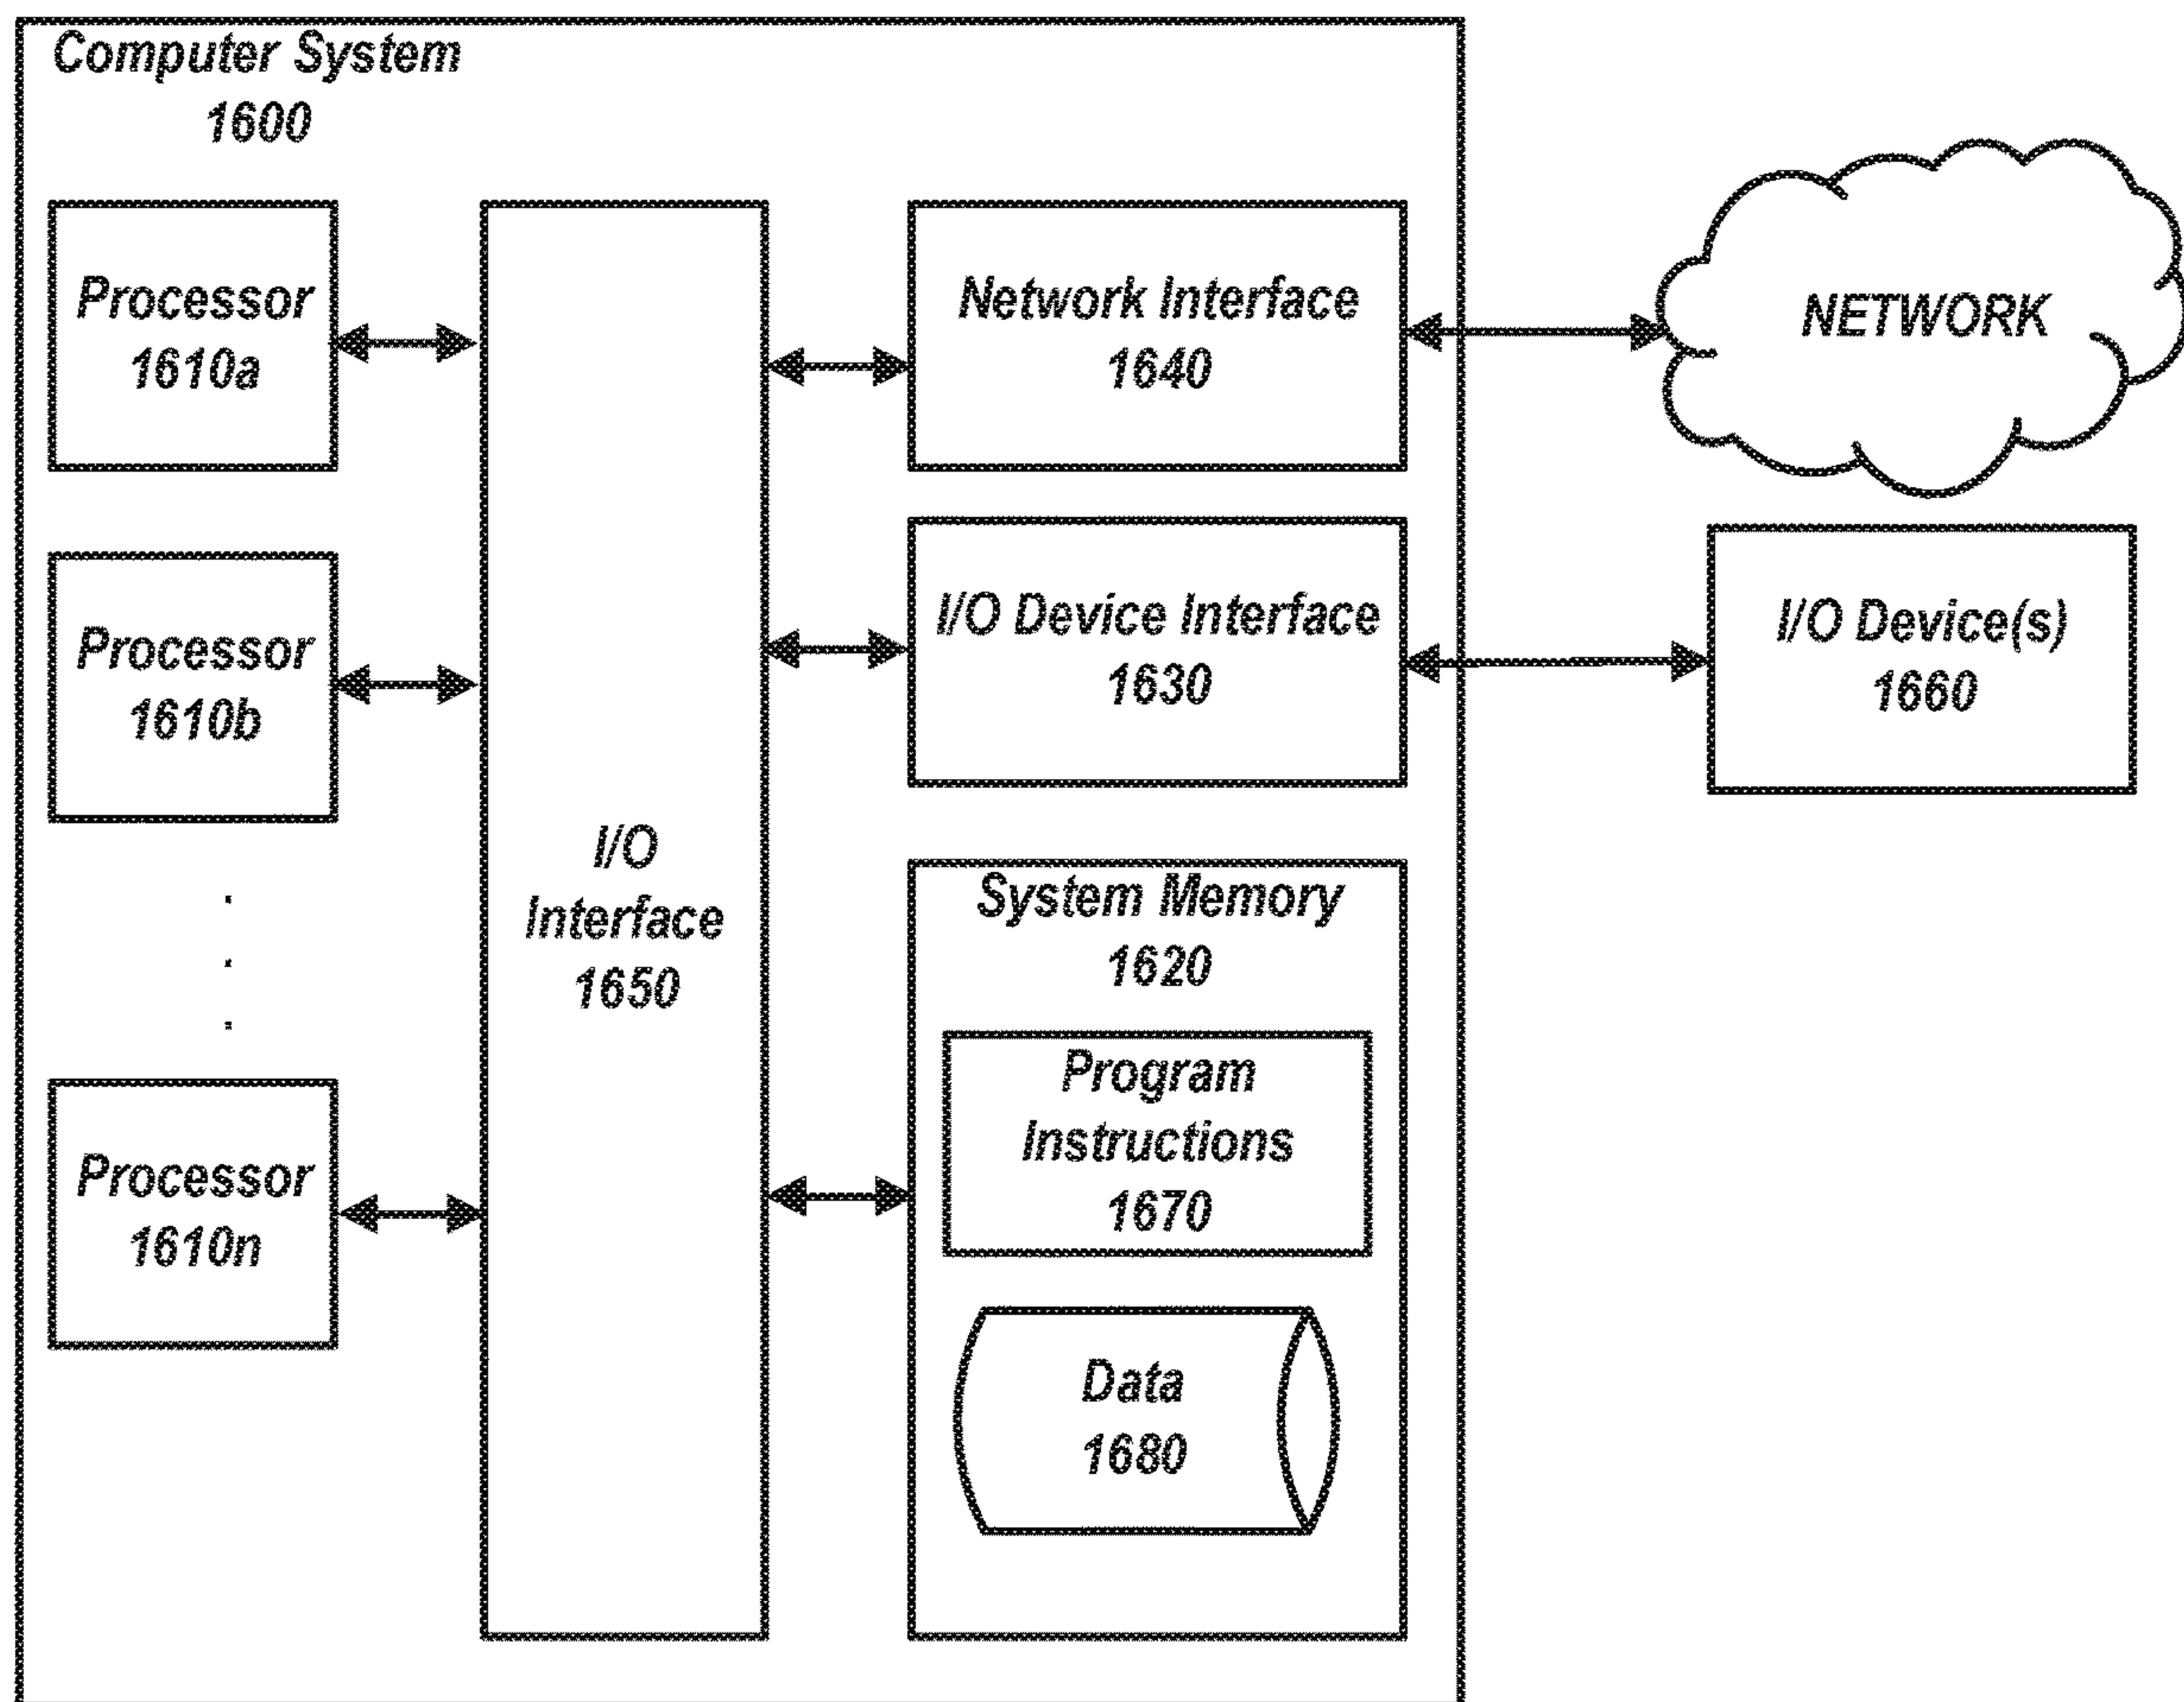 Computer System
1600
Processor
1610a
Processor
1610b
Processor
1610n
I/O
Interface
1650
Network Interface
1640
I/O Device Interface
1630
System Memory
1620
Program
Instructions
1670
Data
1680
NETWORK
I/O Device(s)
1660